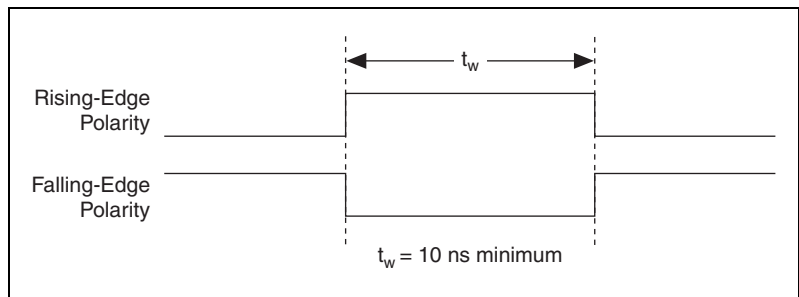 t_w
Rising-Edge
Polarity
Falling-Edge
Polarity
t_w = 10 ns minimum